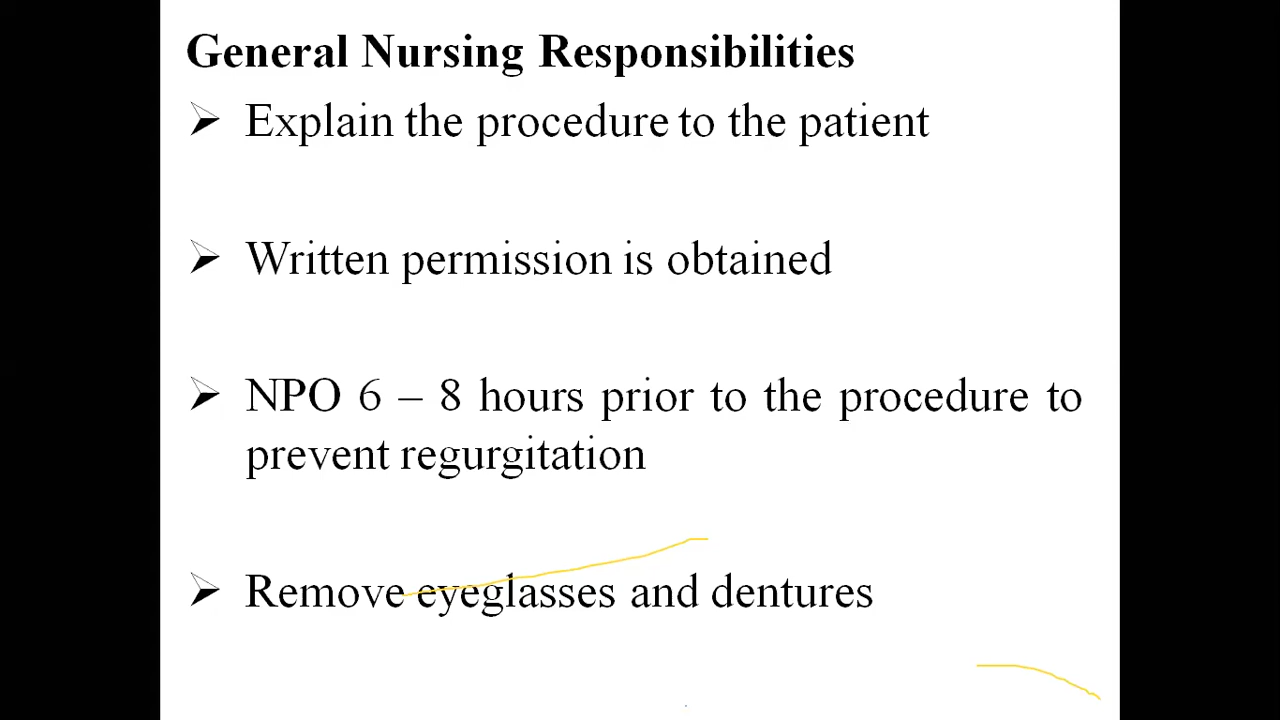 General Nursing Responsibilities
➢ Explain the procedure to the patient
➢ Written permission is obtained
➢ NPO 6 – 8 hours prior to the procedure to
prevent regurgitation
➢ Remove eyeglasses and dentures